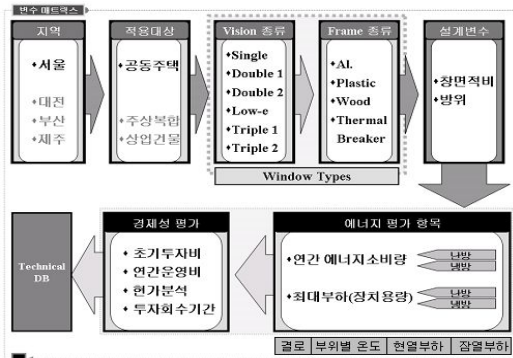 변수 매트릭스
지역
서울
대전
부산
제주
적용대상
공동주택
주상복합
상업건물
Vision 종류
Single
Double 1
Double 2
Low-e
Triple 1
Triple 2
Frame 종류
Al.
Plastic
Wood
Thermal
Breaker
Window Types
설계변수
창면적비
방위
에너지 평가 항목
연간 에너지소비량
난방
냉방
최대부하(장치용량)
난방
냉방
결로 부위별 온도 현열부하 잠열부하
경제성 평가
초기투자비
연간운영비
현가분석
투자회수기간
Technical
DB